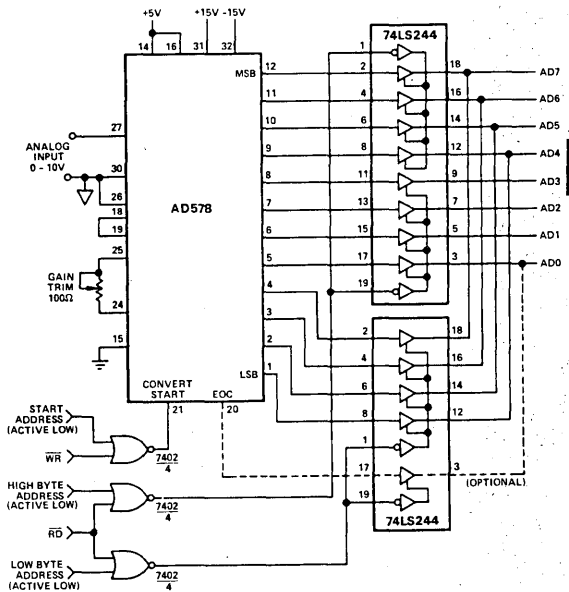 +5V
+15V -15V
14 16 31 32
74LS244
1
MSB 12 2 18 AD7
11 4 16 AD6
10 6 14 AD5
27 9 8 12 AD4
ANALOG
INPUT
0 - 10V
30 8 11 9 AD3
26 AD578 7 13 7 AD2
18
19 6 15 5 AD1
25 5 17 3 AD0
GAIN
TRIM
100Ω
4 19
24 3 2 18
15 2 4 16
LSB 1 6 14
CONVERT
START
EOC 8 12
21 20 1
START
ADDRESS
(ACTIVE LOW)
WR
7402
4
17 3
(OPTIONAL)
HIGH BYTE
ADDRESS
(ACTIVE LOW)
7402
4
19
74LS244
RD
LOW BYTE
ADDRESS
(ACTIVE LOW)
7402
4